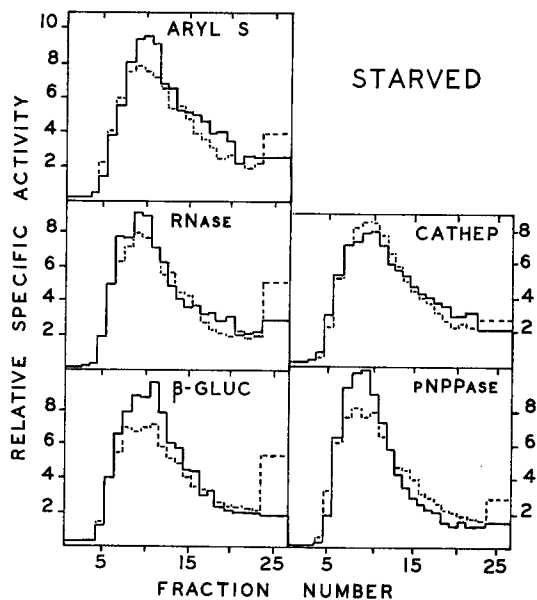 ARYL S
STARVED
10
8
6
4
2
RNASE
8
6
4
2
CATHEP
8
6
4
2
β-GLUC
8
6
4
2
PNPPASE
8
6
4
2
5 15 25 5 15 25
FRACTION NUMBER
RELATIVE SPECIFIC ACTIVITY